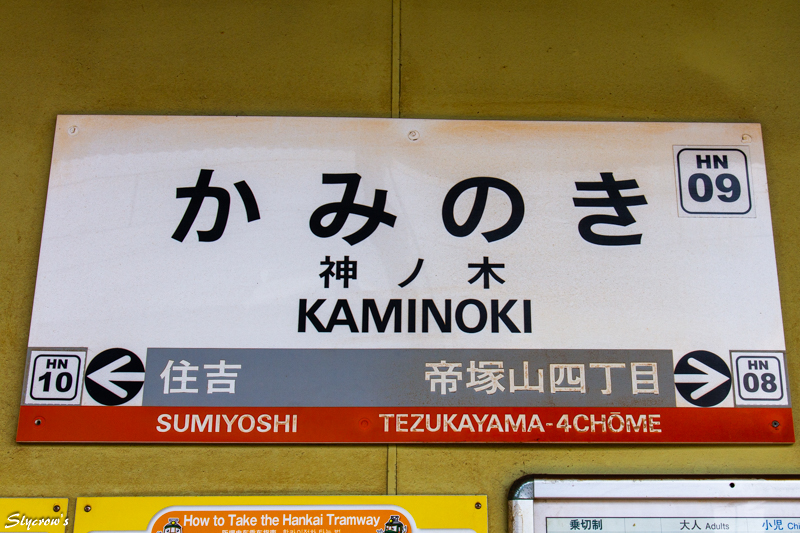 HN
09
かみのき
神ノ木
KAMINOKI
HN
10
住吉
帝塚山四丁目
HN
08
SUMIYOSHI
TEZUKAYAMA-4CHŌME
Slycrow's
How to Take the Hankai Tramway
乗切制
大人 Adults
小児